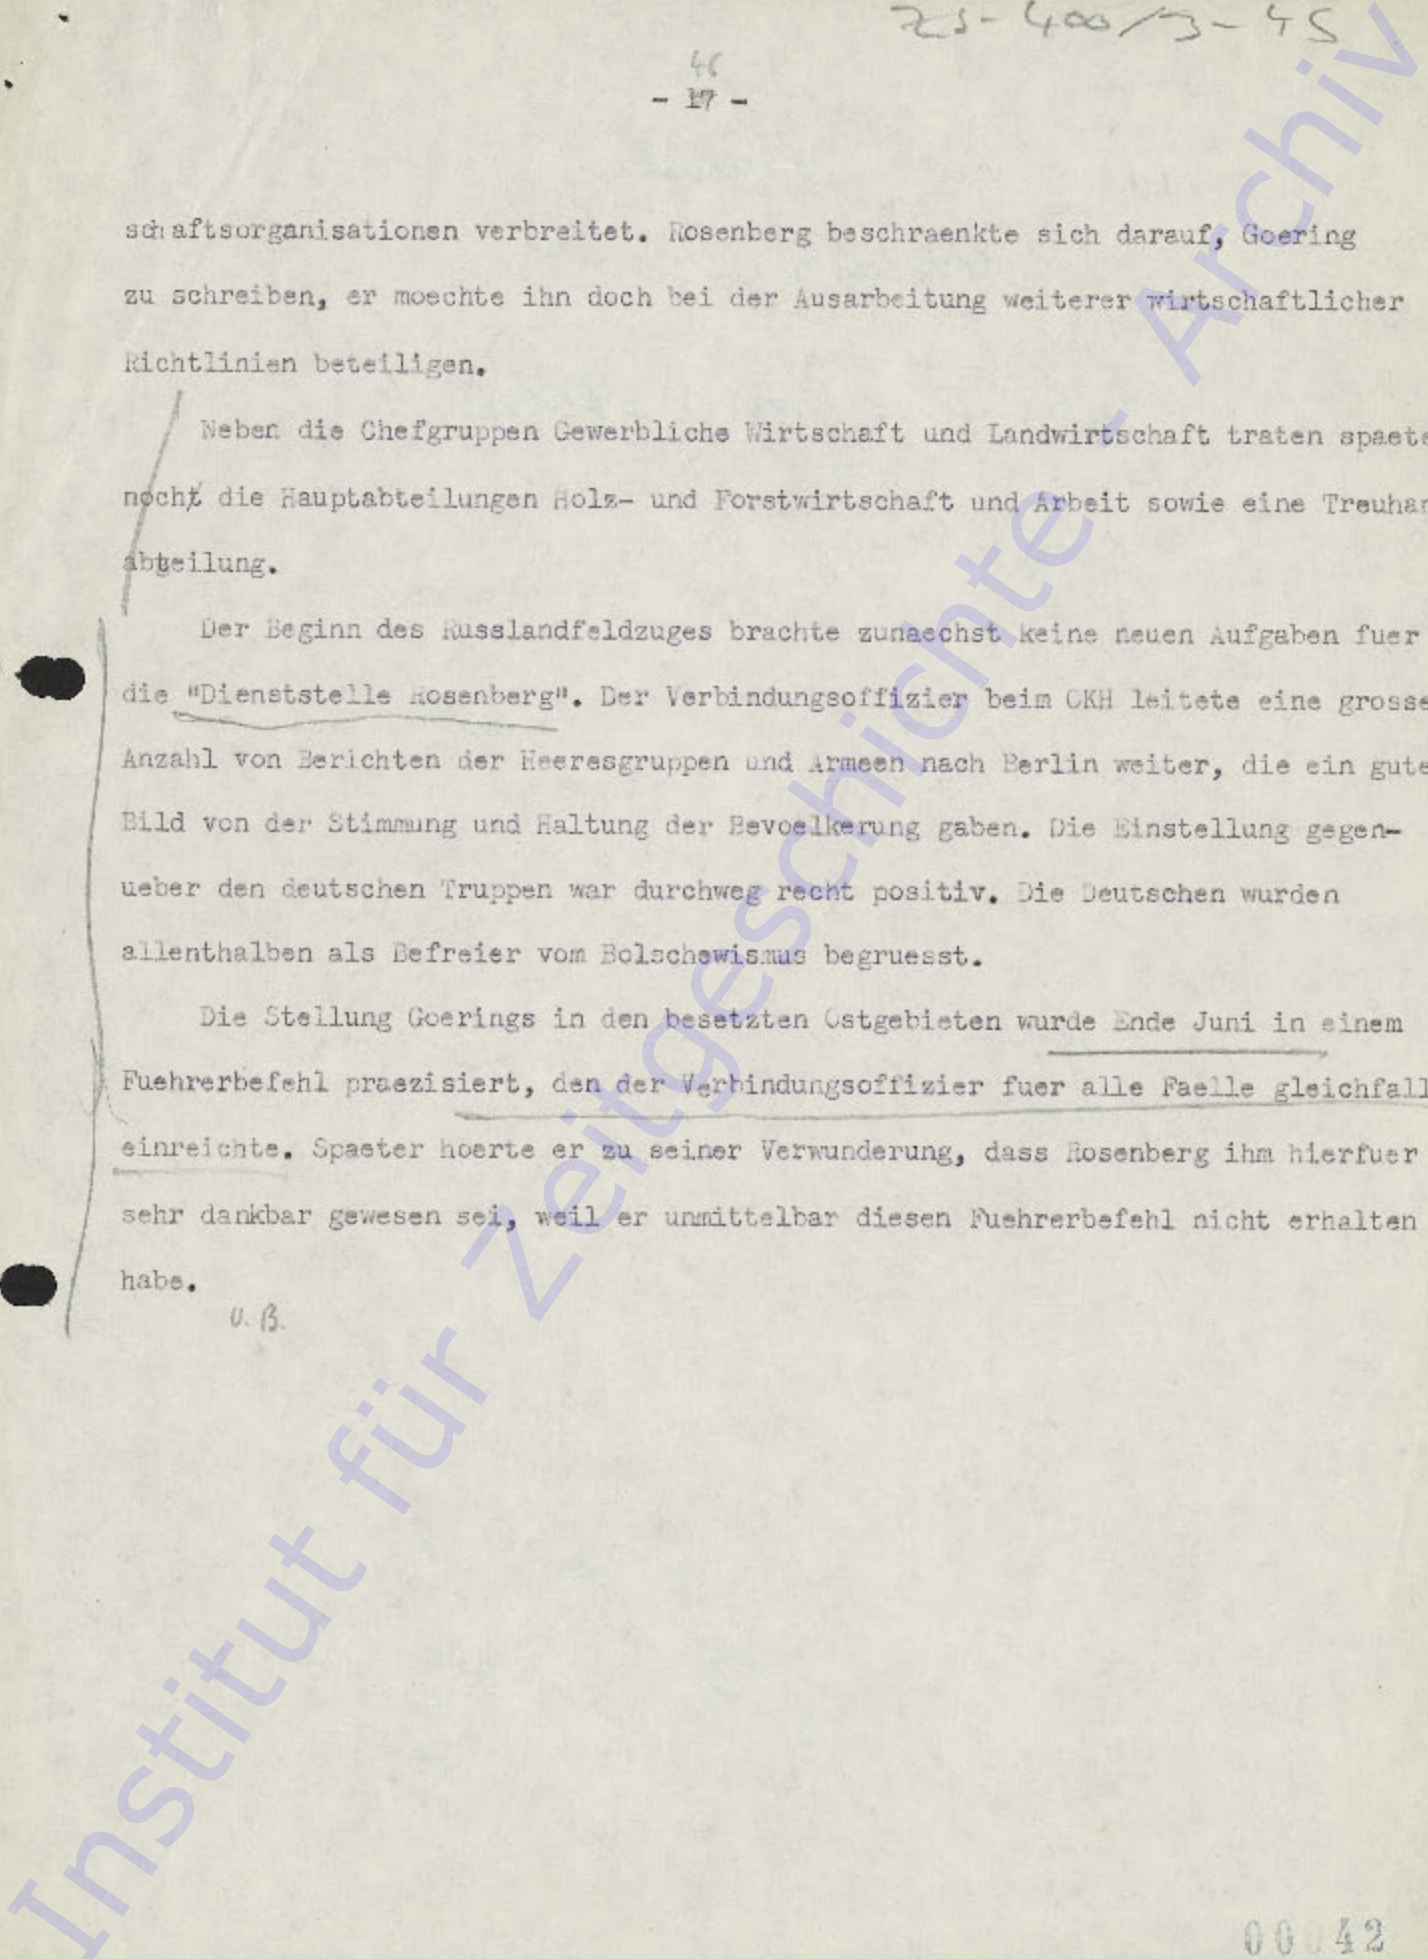 ZS-400/3-45
46
- 17 -
schaftsorganisationen verbreitet. Rosenberg beschraenkte sich darauf, Goering
zu schreiben, er moechte ihn doch bei der Ausarbeitung weiterer wirtschaftlicher
Richtlinien beteiligen.
Neben die Chefgruppen Gewerbliche Wirtschaft und Landwirtschaft traten spaete
noch die Hauptabteilungen Holz- und Forstwirtschaft und Arbeit sowie eine Treuhan
abteilung.
Der Beginn des Russlandfeldzuges brachte zunaechst keine neuen Aufgaben fuer
die "Dienststelle Rosenberg". Der Verbindungsoffizier beim OKH leitete eine grosse
Anzahl von Berichten der Heeresgruppen und Armeen nach Berlin weiter, die ein gute
Bild von der Stimmung und Haltung der Bevoelkerung gaben. Die Einstellung gegen-
ueber den deutschen Truppen war durchweg recht positiv. Die Deutschen wurden
allenthalben als Befreier vom Bolschewismus begruesst.
Die Stellung Goerings in den besetzten Ostgebieten wurde Ende Juni in einem
Fuehrerbefehl praezisiert, den der Verbindungsoffizier fuer alle Faelle gleichfall
einreichte. Spaeter hoerte er zu seiner Verwunderung, dass Rosenberg ihm hierfuer
sehr dankbar gewesen sei, weil er unmittelbar diesen Fuehrerbefehl nicht erhalten
habe.
v. B.
Institut für Zeitgeschichte - Archiv
00 42